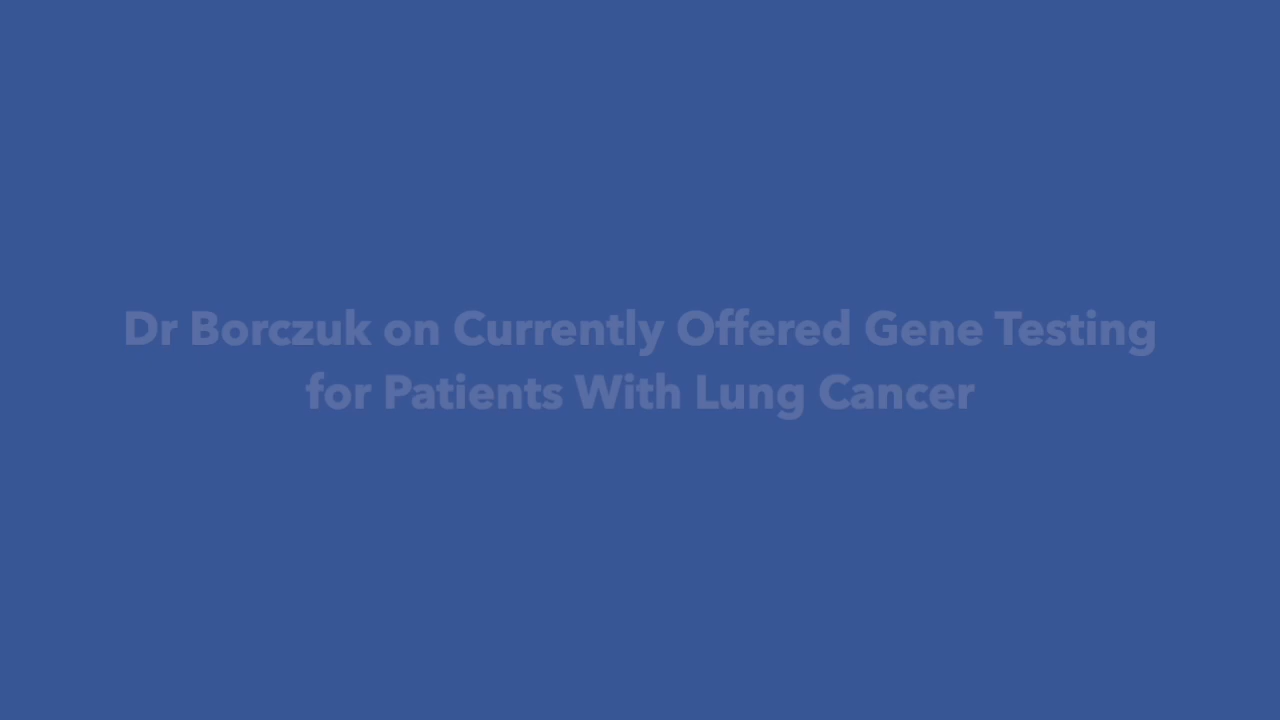 Dr Borczuk on Currently Offered Gene Testing
for Patients With Lung Cancer